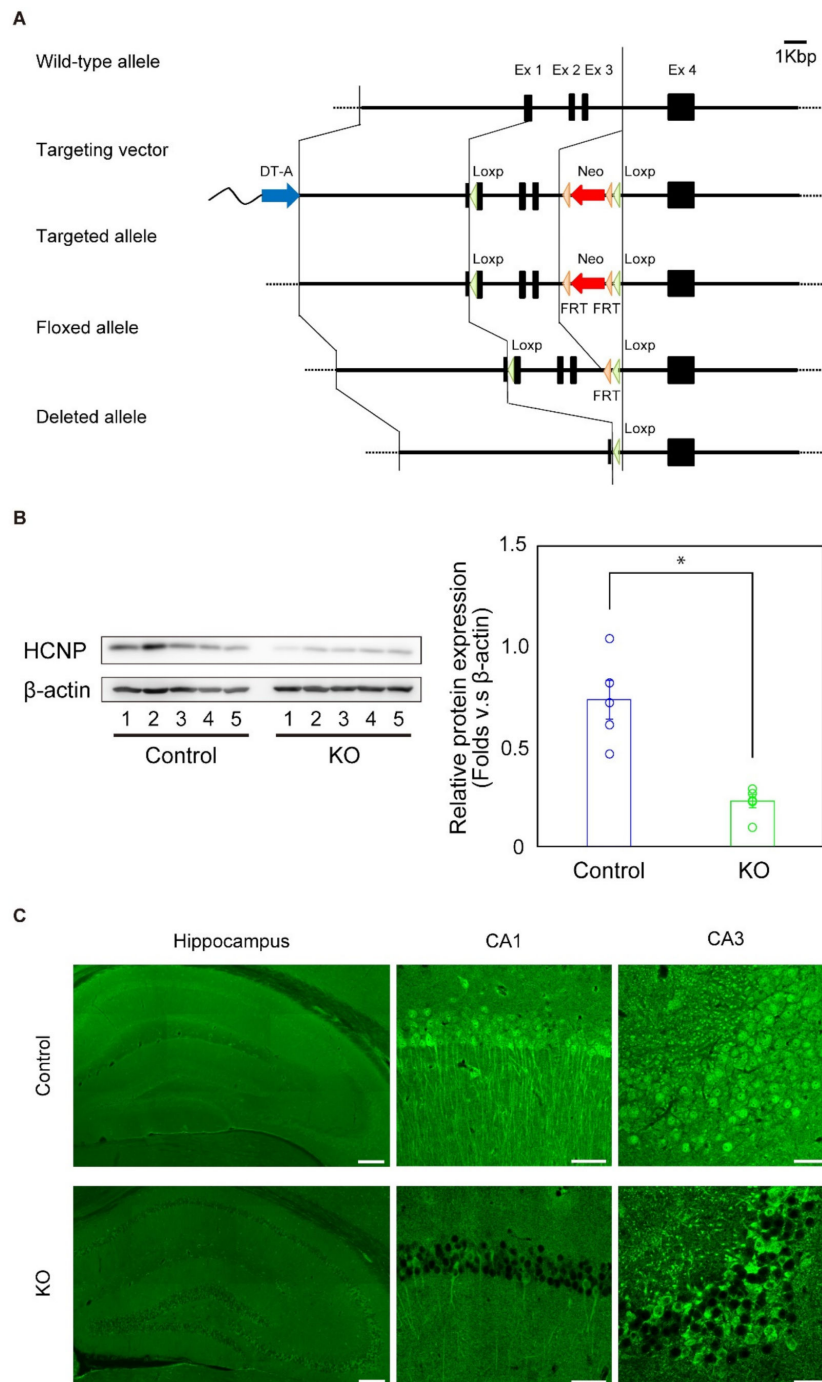 A
1Kbp
Wild-type allele
Ex 1 Ex 2 Ex 3 Ex 4
Targeting vector
DT-A Loxp Neo Loxp
Targeted allele
Loxp Neo Loxp
FRT FRT
Floxed allele
Loxp Loxp
FRT
Deleted allele
Loxp
B
HCNP
β-actin
1 2 3 4 5 1 2 3 4 5
Control KO
Relative protein expression
(Folds v.s β-actin)
1.5
1.0
0.5
0
*
Control KO
C
Hippocampus CA1 CA3
Control
KO